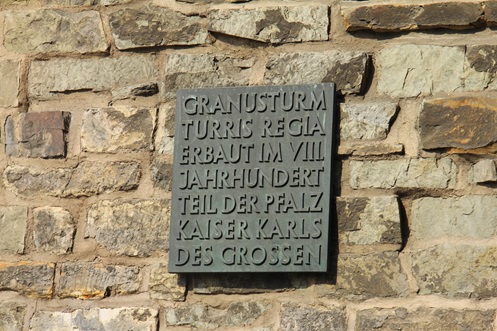 GRANUSTURM
TURRIS REGIA
ERBAUT IM VIII.
JAHRHUNDERT
TEIL DER PFALZ
KAISER KARLS
DES GROSSEN